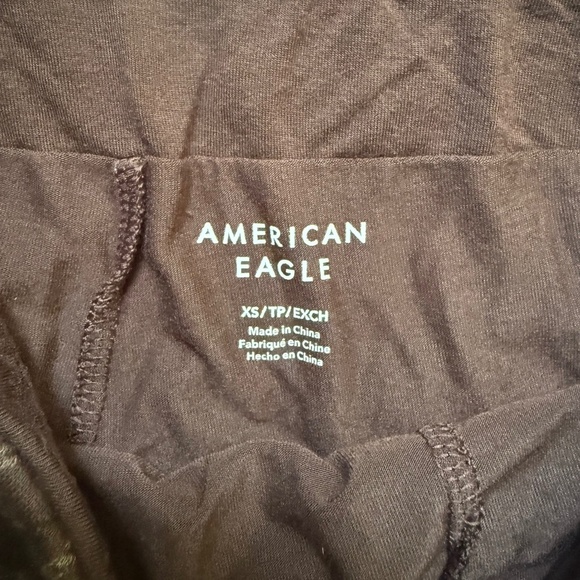 AMERICAN
EAGLE
XS/TP/EXCH
Made in China
Fabriqué en Chine
Hecho en China